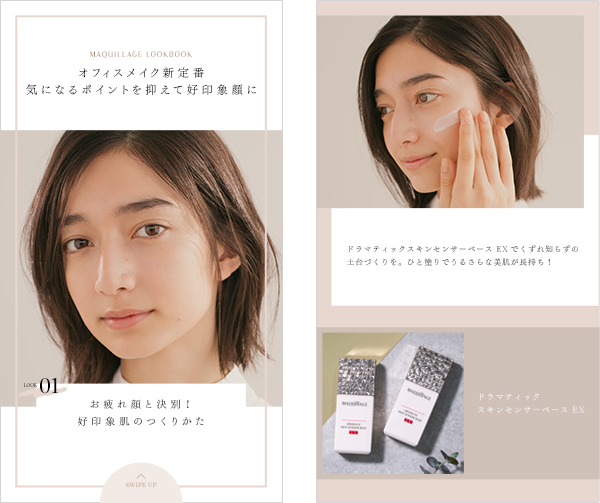 MAQUILLAGE LOOKBOOK
オフィスメイク新定番
気になるポイントを抑えて好印象顔に
LOOK 01
お疲れ顔と決別！
好印象肌のつくりかた
SWIPE UP
ドラマティックスキンセンサーベース EX でくずれ知らずの
土台づくりを。ひと塗りでうるさらな美肌が長持ち！
MAQuillAGE
MAQuillAGE
ドラマティック
スキンセンサーベース EX